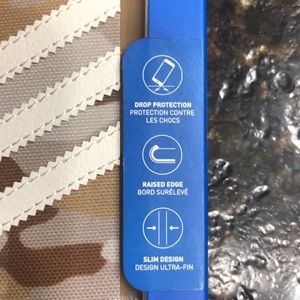 DROP PROTECTION
PROTECTION CONTRE
LES CHOCS
RAISED EDGE
BORD SURÉLEVÉ
SLIM DESIGN
DESIGN ULTRA-FIN